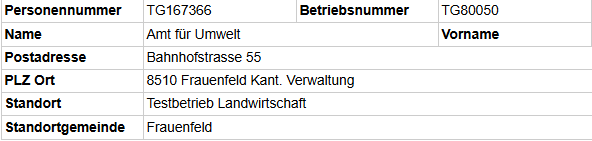 Personennummer TG167366 Betriebsnummer TG80050
Name Amt für Umwelt Vorname
Postadresse Bahnhofstrasse 55
PLZ Ort 8510 Frauenfeld Kant. Verwaltung
Standort Testbetrieb Landwirtschaft
Standortgemeinde Frauenfeld